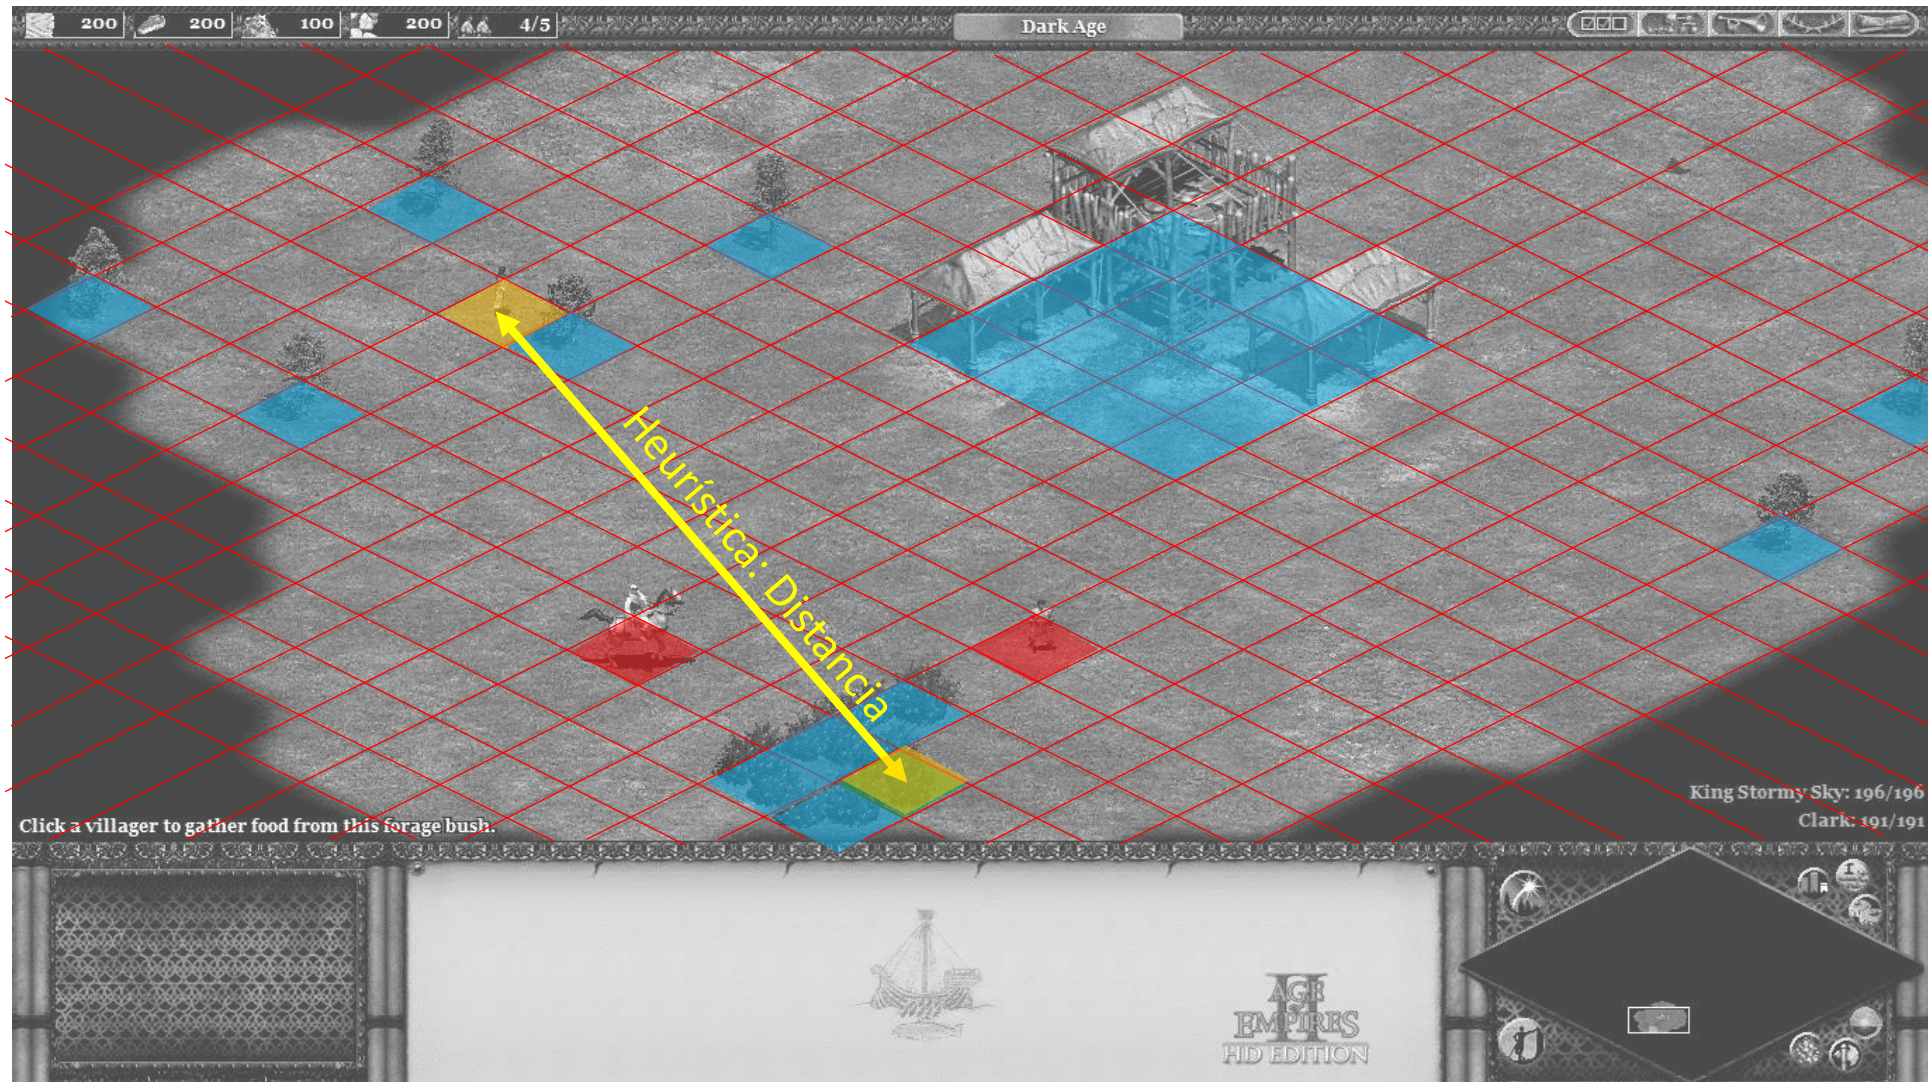 200 200 100 200 4/5
Dark Age
Heurística: Distancia
King Stormy Sky: 196/196
Clark: 191/191
Click a villager to gather food from this forage bush.
AGE
II
EMPIRES
HD EDITION